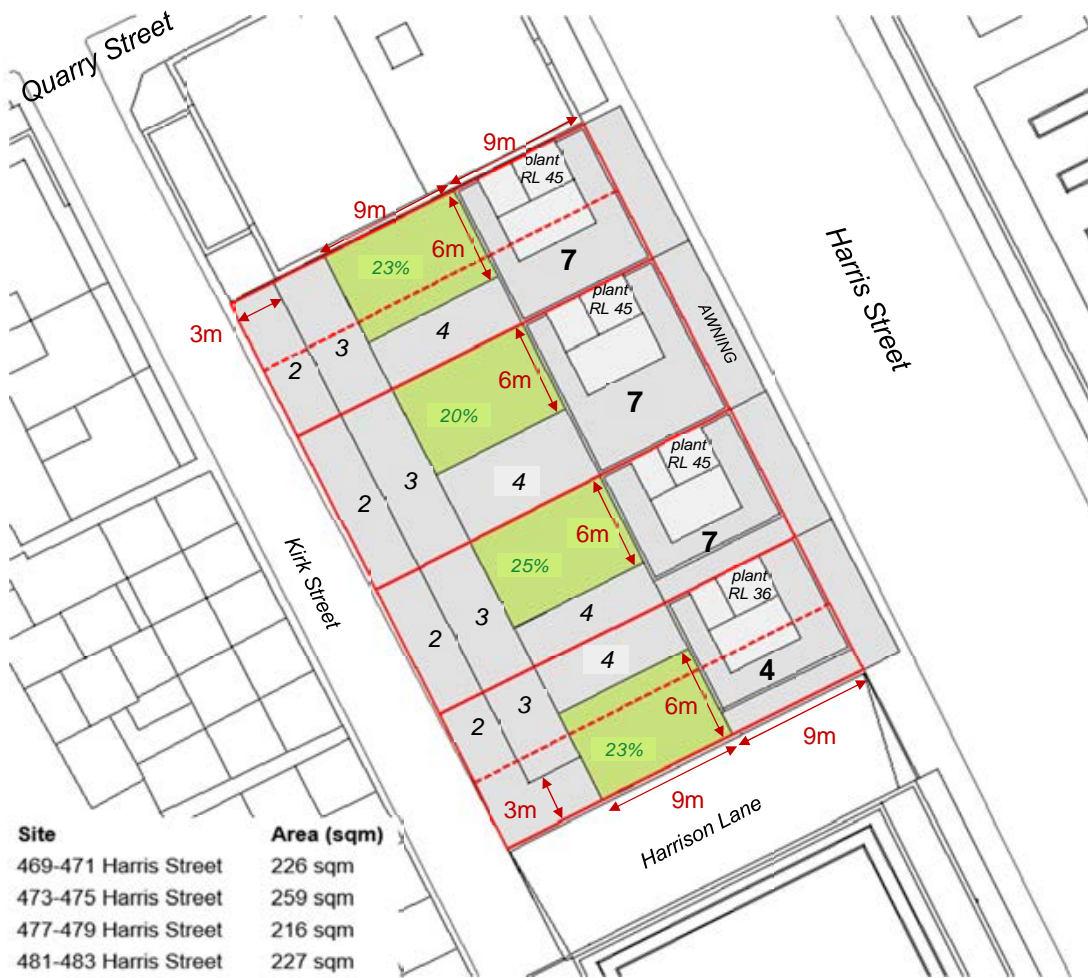 Quarry Street
9m
plant
RL 45
9m
6m
23%
7
Harris Street
plant
RL 45
3m
4
3
2
AWNING
6m
20%
7
plant
RL 45
3
4
2
6m
7
25%
Kirk Street
plant
RL 36
4
3
2
4
4
3
2
6m
23%
9m
3m
9m
Harrison Lane
Site Area (sqm)
469-471 Harris Street 226 sqm
473-475 Harris Street 259 sqm
477-479 Harris Street 216 sqm
481-483 Harris Street 227 sqm